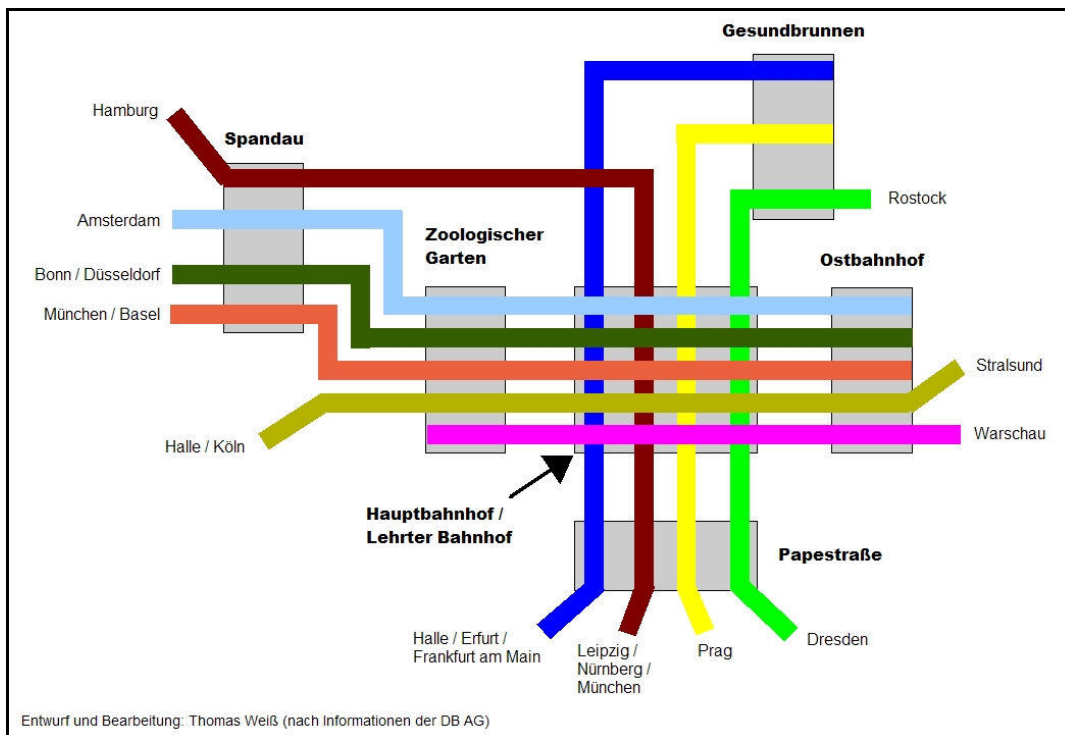 Gesundbrunnen
Hamburg
Spandau
Rostock
Amsterdam
Zoologischer
Garten
Ostbahnhof
Bonn / Düsseldorf
München / Basel
Stralsund
Halle / Köln
Warschau
Hauptbahnhof /
Lehrter Bahnhof
Papestraße
Halle / Erfurt /
Frankfurt am Main
Leipzig /
Nürnberg /
München
Prag
Dresden
Entwurf und Bearbeitung: Thomas Weiß (nach Informationen der DB AG)